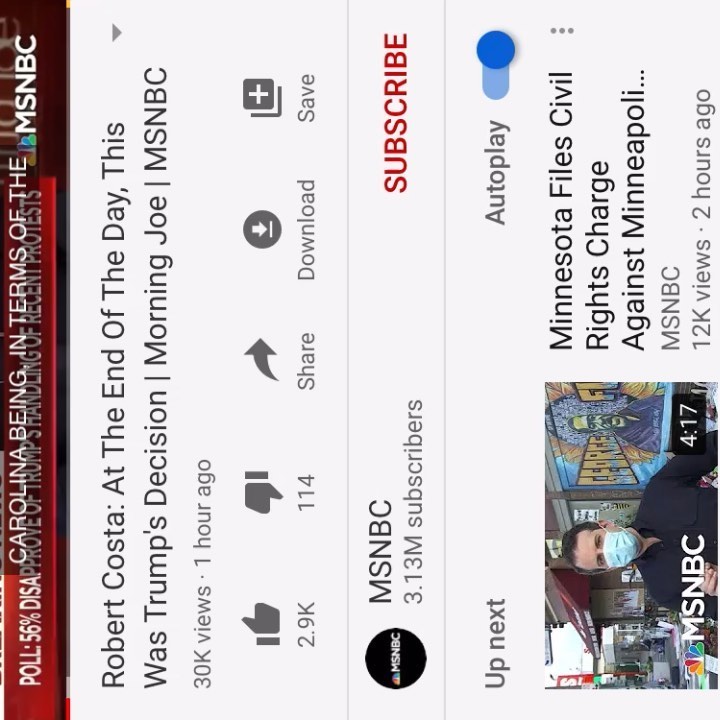 CAROLINA BEING, IN TERMS OF THE
POLL: 56% DISAPPROVE OF TRUMP'S HANDLING OF RECENT PROTESTS
MSNBC
Robert Costa: At The End Of The Day, This
Was Trump's Decision | Morning Joe | MSNBC
30K views · 1 hour ago
2.9K
114
Share
Download
Save
MSNBC
MSNBC
3.13M subscribers
SUBSCRIBE
Up next
Autoplay
MSNBC
4:17
Minnesota Files Civil
Rights Charge
Against Minneapoli...
MSNBC
12K views · 2 hours ago